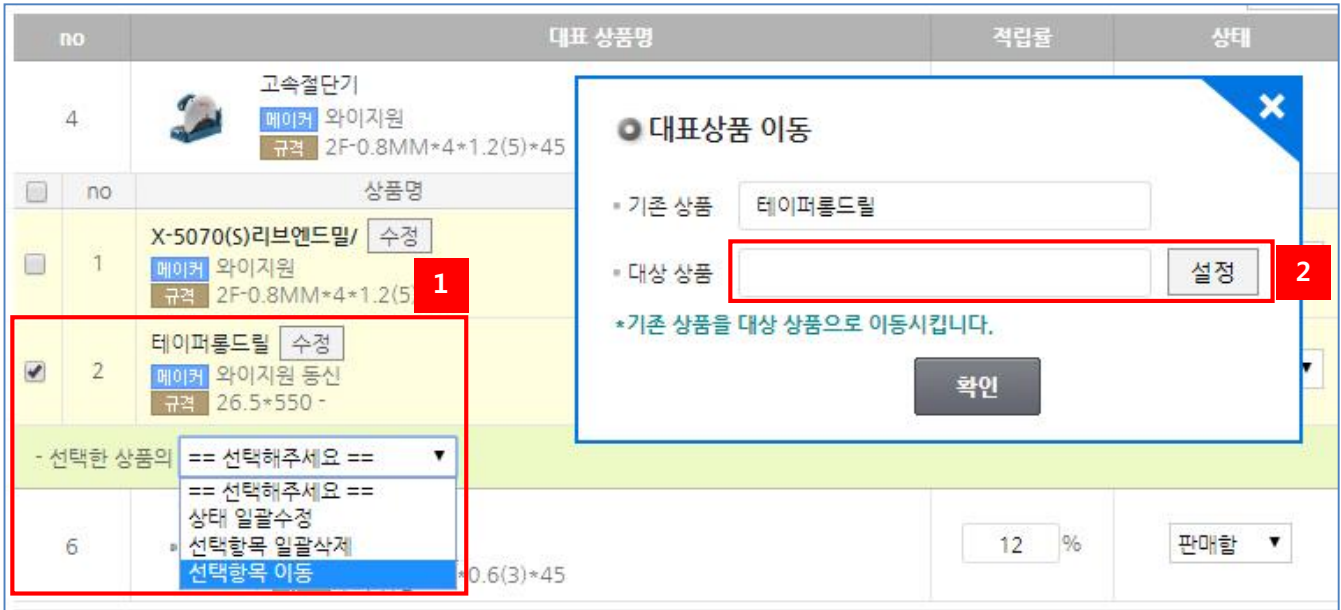 no 대표 상품명 적립률 상태
4
고속절단기
메이커 와이지원
규격 2F-0.8MM*4*1.2(5)*45
no 상품명
1
X-5070(S)리브엔드밀/ 수정
메이커 와이지원
규격 2F-0.8MM*4*1.2(5)
2
테이퍼롱드릴 수정
메이커 와이지원 동신
규격 26.5*550 -
- 선택한 상품의 == 선택해주세요 == ▼
== 선택해주세요 ==
상태 일괄수정
선택항목 일괄삭제
선택항목 이동
1
6
*0.6(3)*45
12 %
판매함 ▼
대표상품 이동
기존 상품 테이퍼롱드릴
대상 상품 설정
2
*기존 상품을 대상 상품으로 이동시킵니다.
확인